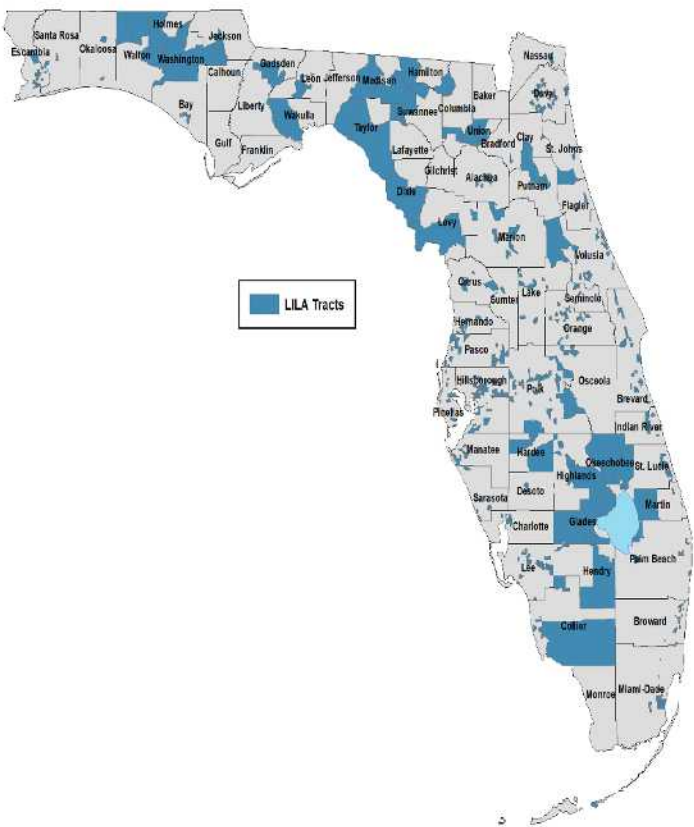 Holmes
Jackson
Santa Rosa
Okaloosa
Escambia
Walton
Washington
Calhoun
Bay
Gulf
Liberty
Franklin
Gadsden
Leon
Jefferson
Wakulla
Madison
Taylor
Hamilton
Suwannee
Columbia
Lafayette
Dixie
Gilchrist
Levy
Nassau
Duval
Baker
Union
Bradford
Clay
St. Johns
Alachua
Putnam
Flagler
Marion
Volusia
Citrus
Sumter
Lake
Seminole
Hernando
Orange
Pasco
LILA Tracts
Hillsborough
Polk
Osceola
Brevard
Pinellas
Indian River
Manatee
Hardee
Okeechobee
St. Lucie
Highlands
Sarasota
Desoto
Martin
Charlotte
Glades
Lee
Hendry
Palm Beach
Collier
Broward
Monroe
Miami-Dade